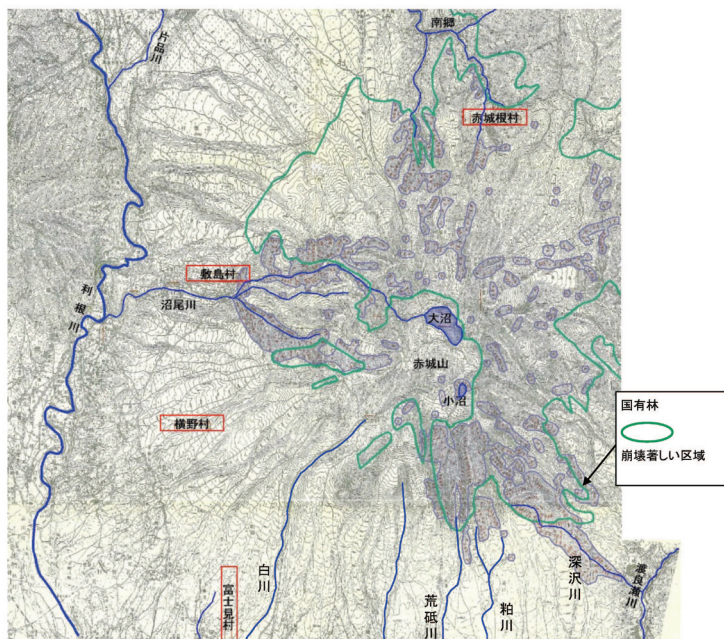 南郷
片品川
赤城根村
敷島村
利根川
沼尾川
大沼
赤城山
小沼
横野村
国有林
崩壊著しい区域
白川
富士見村
荒砥川
粕川
深沢川
渡良瀬川